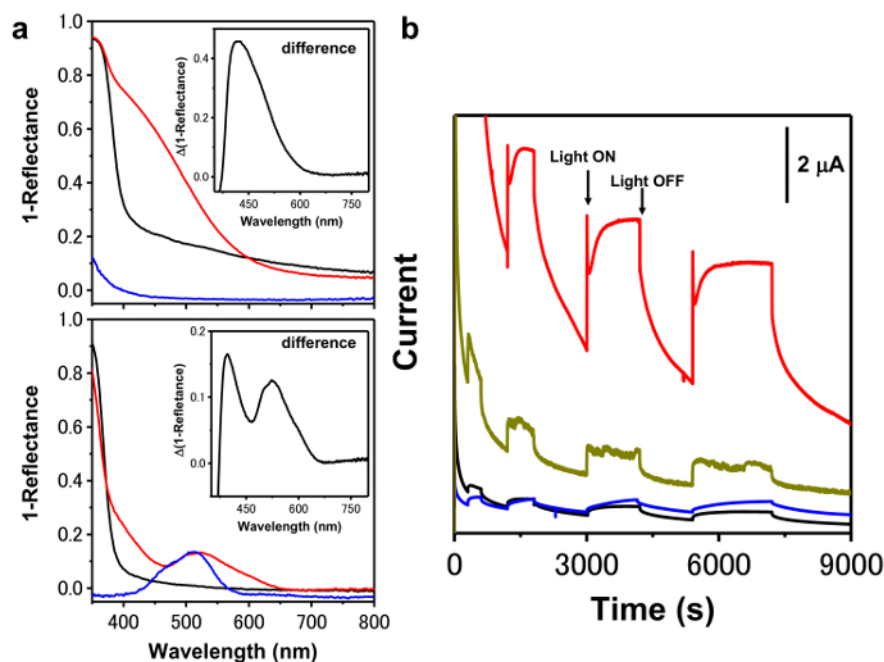 a
1.0
0.8
0.6
0.4
0.2
0.0
1-Reflectance
difference
0.4
0.2
0.0
Δ(1-Reflectance)
450 600 750
Wavelength (nm)
1.0
0.8
0.6
0.4
0.2
0.0
1-Reflectance
difference
0.2
0.1
0.0
Δ(1-Refletance)
450 600 750
Wavelength (nm)
400 500 600 700 800
Wavelength (nm)
b
Current
Light ON
Light OFF
2 μA
0 3000 6000 9000
Time (s)